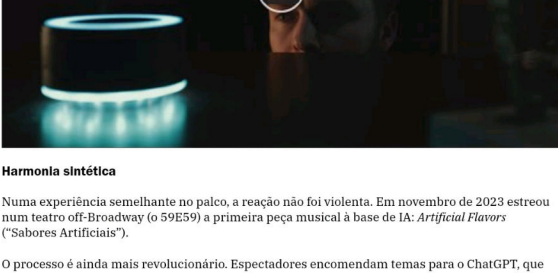 Harmonia sintética
Numa experiência semelhante no palco, a reação não foi violenta. Em novembro de 2023 estreou
num teatro off-Broadway (o 59E59) a primeira peça musical à base de IA: Artificial Flavors
(“Sabores Artificiais”).
O processo é ainda mais revolucionário. Espectadores encomendam temas para o ChatGPT, que